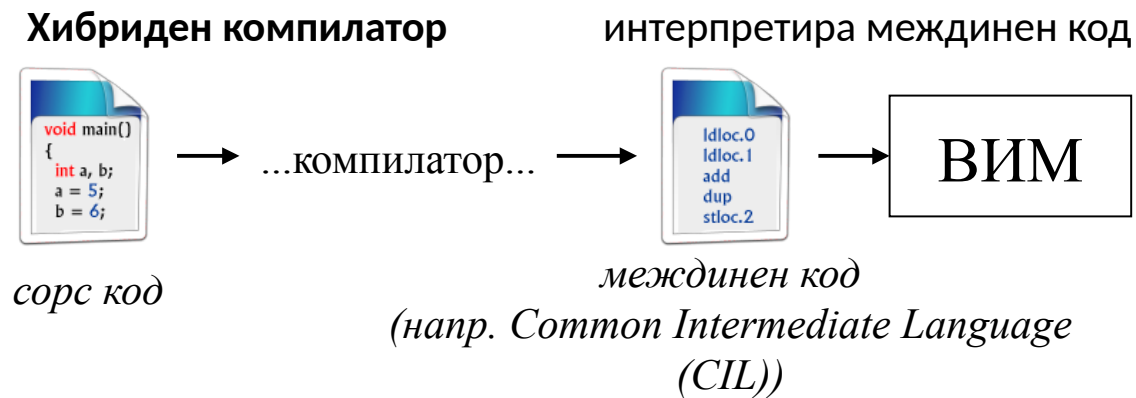 Хибриден компилатор
интерпретира междинен код
void main()
{
int a, b;
a = 5;
b = 6;
...компилатор...
ldloc.0
ldloc.1
add
dup
stloc.2
ВИМ
сорс код
междинен код
(напр. Common Intermediate Language
(CIL))